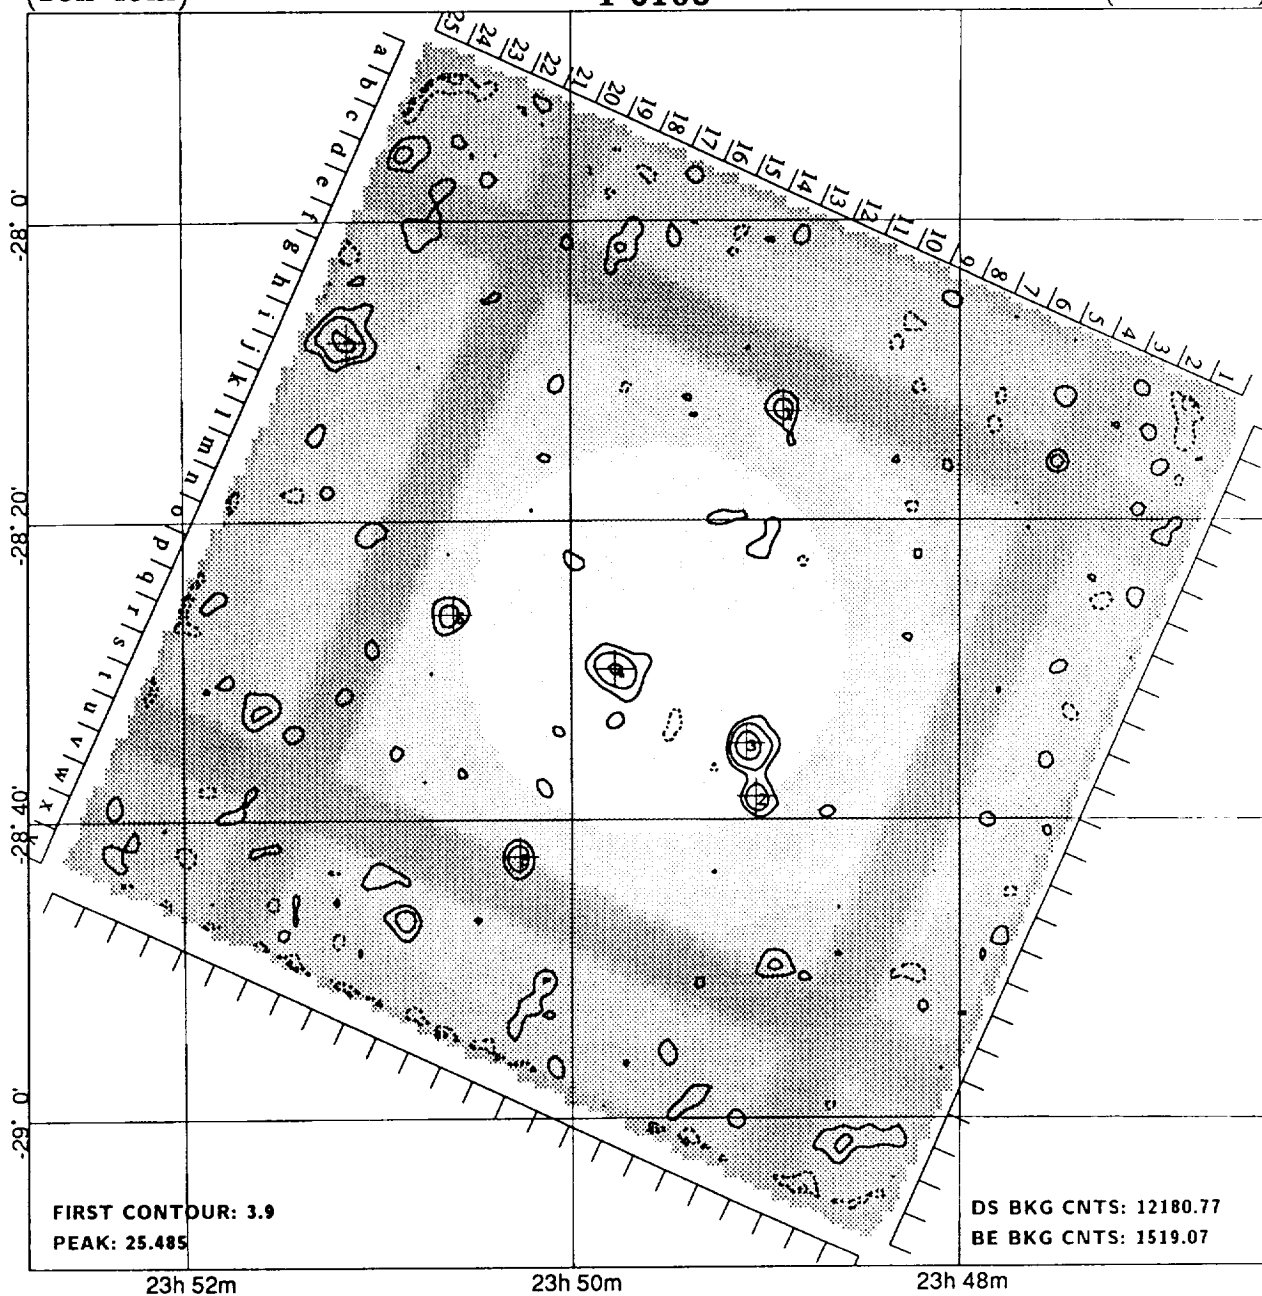 25 24 23 22 21 20 19 18 17 16 15 14 13 12 11 10 9 8 7 6 5 4 3 2 1
a b c d e f g h i j k l m n o p q r s t u v w x
-28° 0'
-28° 20'
3
2
-28° 40'
-29° 0'
FIRST CONTOUR: 3.9
PEAK: 25.485
DS BKG CNTS: 12180.77
BE BKG CNTS: 1519.07
23h 52m 23h 50m 23h 48m